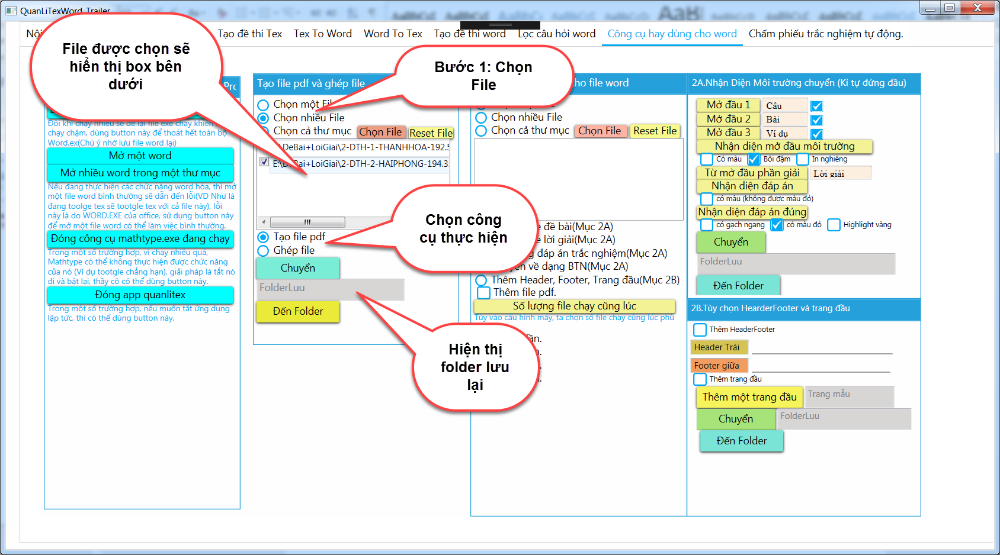 QuanLiTexWord_Trailer
Tạo đề thi Tex
Tex To Word
Word To Tex
Tạo đề thi word
Lọc câu hỏi word
Công cụ hay dùng cho word
Chấm phiếu trắc nghiệm tự động.
File được chọn sẽ
hiển thị box bên
dưới
Đôi khi chạy nhiều sẽ để lại file exe chạy khiến
chạy chậm, dùng button này để thoát hết toàn bộ
Word.ex(Chú ý nhớ lưu file word lại)
Mở một word
Mở nhiều word trong một thư mục
Nếu đang thực hiện các chức năng word hóa, thì mở
một file word bình thường sẽ dẫn đến lỗi(VD Như là
đang toolge tex sẽ tootgle tex với cả file này), lỗi
này là do WORD.EXE của office, sử dụng button này
để mở một file word có thể làm việc bình thường.
Đóng công cụ mathtype.exe đang chạy
Trong một số trường hợp, vì chạy nhiều quá,
Mathtype có thể không thực hiện được chức năng
của nó (Ví dụ tootgle chẳng hạn), giải pháp là tắt nó
đi và bật lại, thầy cô có thể dùng button này.
Đóng app quanlitex
Trong một số trường hợp, nếu muốn tắt ứng dụng
lập tức, thì có thể dùng button này.
Tạo file pdf và ghép file
Bước 1: Chọn
File
Chọn một
Chọn nhiều File
Chọn cả thư mục
Chọn File
Reset File
\DeBai+LoiGiai\2-DTH-1-THANHHOA-192.5
E:\DeBai+LoiGiai\2-DTH-2-HAIPHONG-194.3
Chọn công
cụ thực hiện
Tạo file pdf
Ghép file
Chuyển
FolderLuu
Đến Folder
Hiện thị
folder lưu
lại
cho file word
Chọn nhiều File
Chọn cả thư mục
Chọn File
Reset File
đề bài(Mục 2A)
lời giải(Mục 2A)
đáp án trắc nghiệm(Mục 2A)
về dạng BTN(Mục 2A)
Thêm Header, Footer, Trang đầu(Mục 2B)
Thêm file pdf.
Số lượng file chạy cũng lúc
Tùy vào cấu hình máy, ta chọn số file chạy cũng lúc phù
2A.Nhận Diện Môi trường chuyển (Kí tự đứng đầu)
Mở đầu 1
Câu
Mở đầu 2
Bài
Mở đầu 3
Ví dụ
Nhận diện mở đầu môi trường
Có màu
Bôi đậm
In nghiêng
Từ mở đầu phần giải
Lời giải
Nhận diện đáp án
có màu (không được màu đỏ)
Nhận diện đáp án đúng
có gạch ngang
có màu đỏ
Highlight vàng
Chuyển
FolderLuu
Đến Folder
2B.Tùy chọn HearderFooter và trang đầu
Thêm HeaderFooter
Header Trái
Footer giữa
Thêm trang đầu
Thêm một trang đầu
Trang mẫu
Chuyển
FolderLuu
Đến Folder